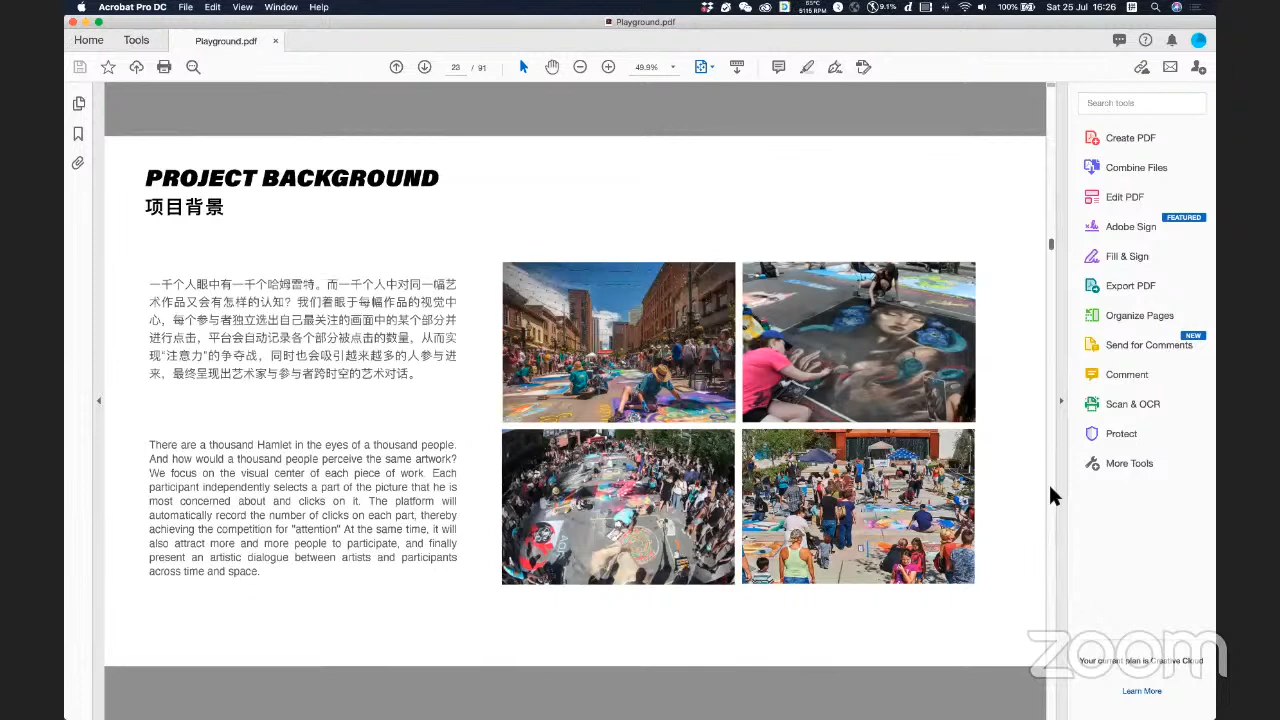 Acrobat Pro DC File Edit View Window Help
65°C
5115 RPM
9.1%
100%
Sat 25 Jul 16:26
Playground.pdf
Home Tools Playground.pdf ×
23 / 91
49.9%
Search tools
PROJECT BACKGROUND
项目背景
一千个人眼中有一千个哈姆雷特。而一千个人中对同一幅艺
术作品又会有怎样的认知？我们着眼于每幅作品的视觉中
心，每个参与者独立选出自己最关注的画面中的某个部分并
进行点击，平台会自动记录各个部分被点击的数量，从而实
现“注意力”的争夺战，同时也会吸引越来越多的人参与进
来，最终呈现出艺术家与参与者跨时空的艺术对话。
There are a thousand Hamlet in the eyes of a thousand people.
And how would a thousand people perceive the same artwork?
We focus on the visual center of each piece of work. Each
participant independently selects a part of the picture that he is
most concerned about and clicks on it. The platform will
automatically record the number of clicks on each part, thereby
achieving the competition for "attention" At the same time, it will
also attract more and more people to participate, and finally
present an artistic dialogue between artists and participants
across time and space.
Create PDF
Combine Files
Edit PDF
FEATURED
Adobe Sign
Fill & Sign
Export PDF
Organize Pages
NEW
Send for Comments
Comment
Scan & OCR
Protect
More Tools
zoom
Your current plan is Creative Cloud
Learn More